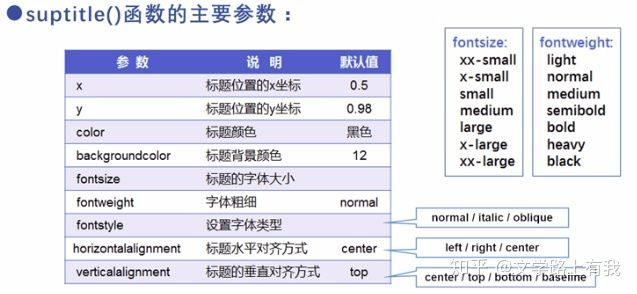 ●suptitle()函数的主要参数：
参 数 说 明 默认值
x 标题位置的x坐标 0.5
y 标题位置的y坐标 0.98
color 标题颜色 黑色
backgroundcolor 标题背景颜色 12
fontsize 标题的字体大小
fontweight 字体粗细 normal
fontstyle 设置字体类型
horizontalalignment 标题水平对齐方式 center
verticalalignment 标题的垂直对齐方式 top
fontsize:
xx-small
x-small
small
medium
large
x-large
xx-large
fontweight:
light
normal
medium
semibold
bold
heavy
black
normal / italic / oblique
left / right / center
center / top / bottom / baseline
知乎 @文学路上有我